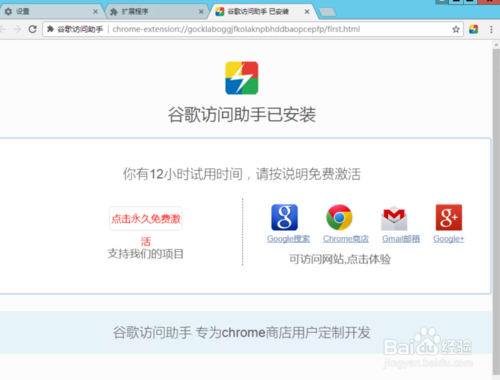 设置
扩展程序
谷歌访问助手 已安装
谷歌访问助手 | chrome-extension://gocklaboggjfkolaknpbhddbaopcepfp/first.html
谷歌访问助手已安装
你有12小时试用时间，请按说明免费激活
点击永久免费激
活
支持我们的项目
Google搜索
Chrome商店
Gmail邮箱
Google+
可访问网站,点击体验
谷歌访问助手 专为chrome商店用户定制开发
Baidu经验
jingyan.baidu.com